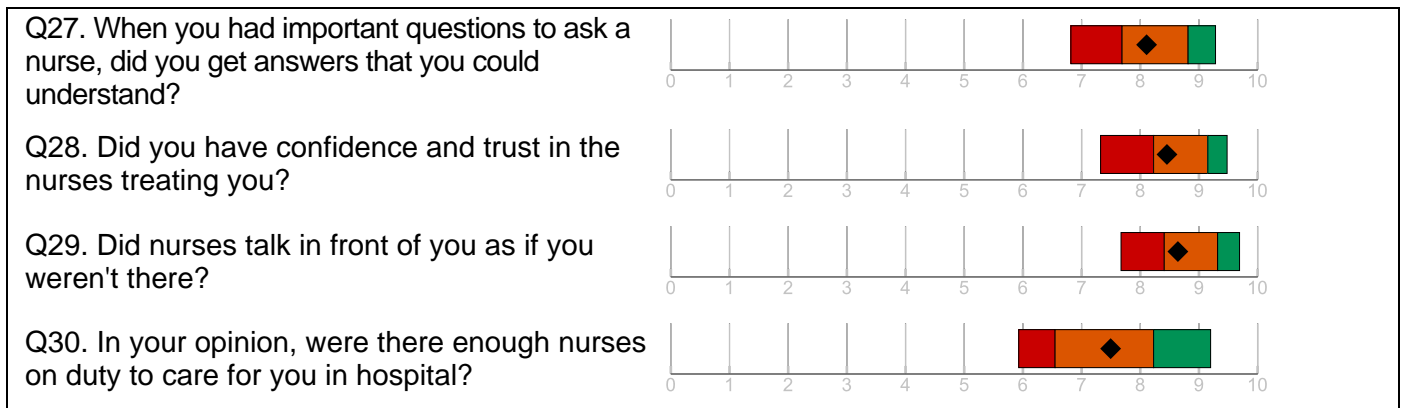 Q27. When you had important questions to ask a
nurse, did you get answers that you could
understand?
0 1 2 3 4 5 6 7 8 9 10
Q28. Did you have confidence and trust in the
nurses treating you?
0 1 2 3 4 5 6 7 8 9 10
Q29. Did nurses talk in front of you as if you
weren't there?
0 1 2 3 4 5 6 7 8 9 10
Q30. In your opinion, were there enough nurses
on duty to care for you in hospital?
0 1 2 3 4 5 6 7 8 9 10